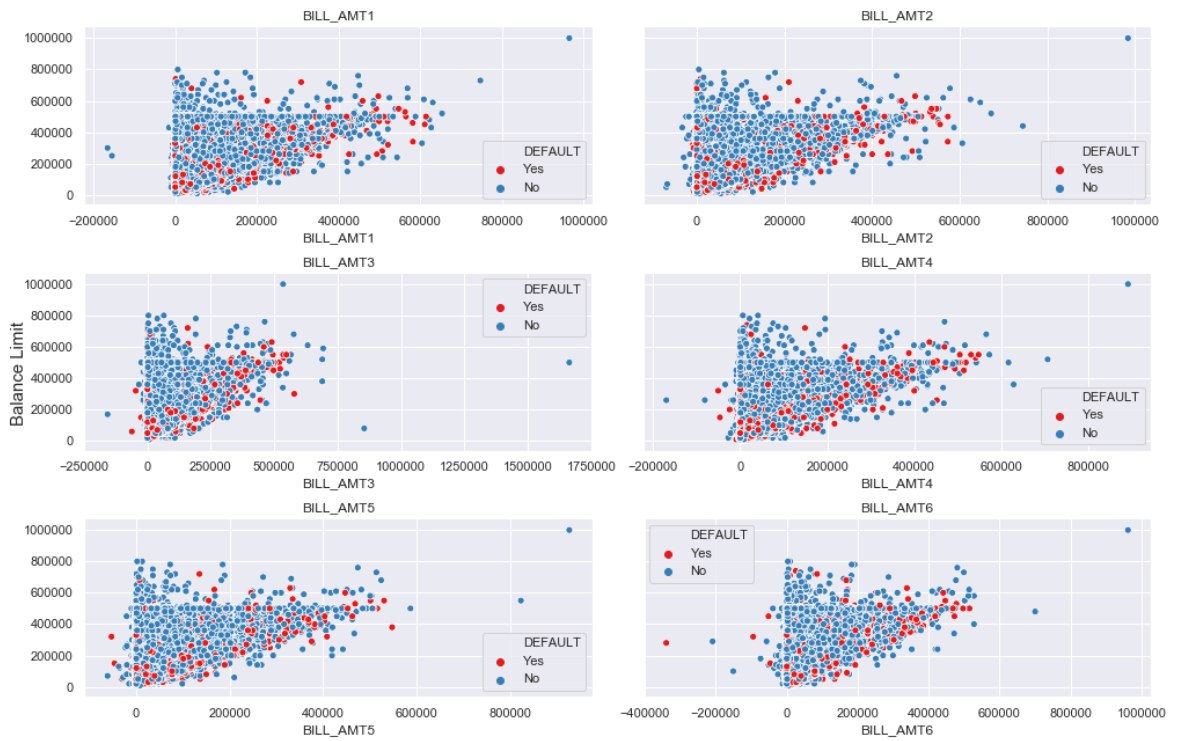 BILL_AMT1
1000000
800000
600000
400000
200000
0
DEFAULT
Yes
No
−200000 0 200000 400000 600000 800000 1000000
BILL_AMT1
BILL_AMT2
DEFAULT
Yes
No
0 200000 400000 600000 800000 1000000
BILL_AMT2
Balance Limit
BILL_AMT3
1000000
800000
600000
400000
200000
0
DEFAULT
Yes
No
−250000 0 250000 500000 750000 1000000 1250000 1500000 1750000
BILL_AMT3
BILL_AMT4
DEFAULT
Yes
No
−200000 0 200000 400000 600000 800000
BILL_AMT4
BILL_AMT5
1000000
800000
600000
400000
200000
0
DEFAULT
Yes
No
0 200000 400000 600000 800000
BILL_AMT5
BILL_AMT6
DEFAULT
Yes
No
−400000 −200000 0 200000 400000 600000 800000 1000000
BILL_AMT6